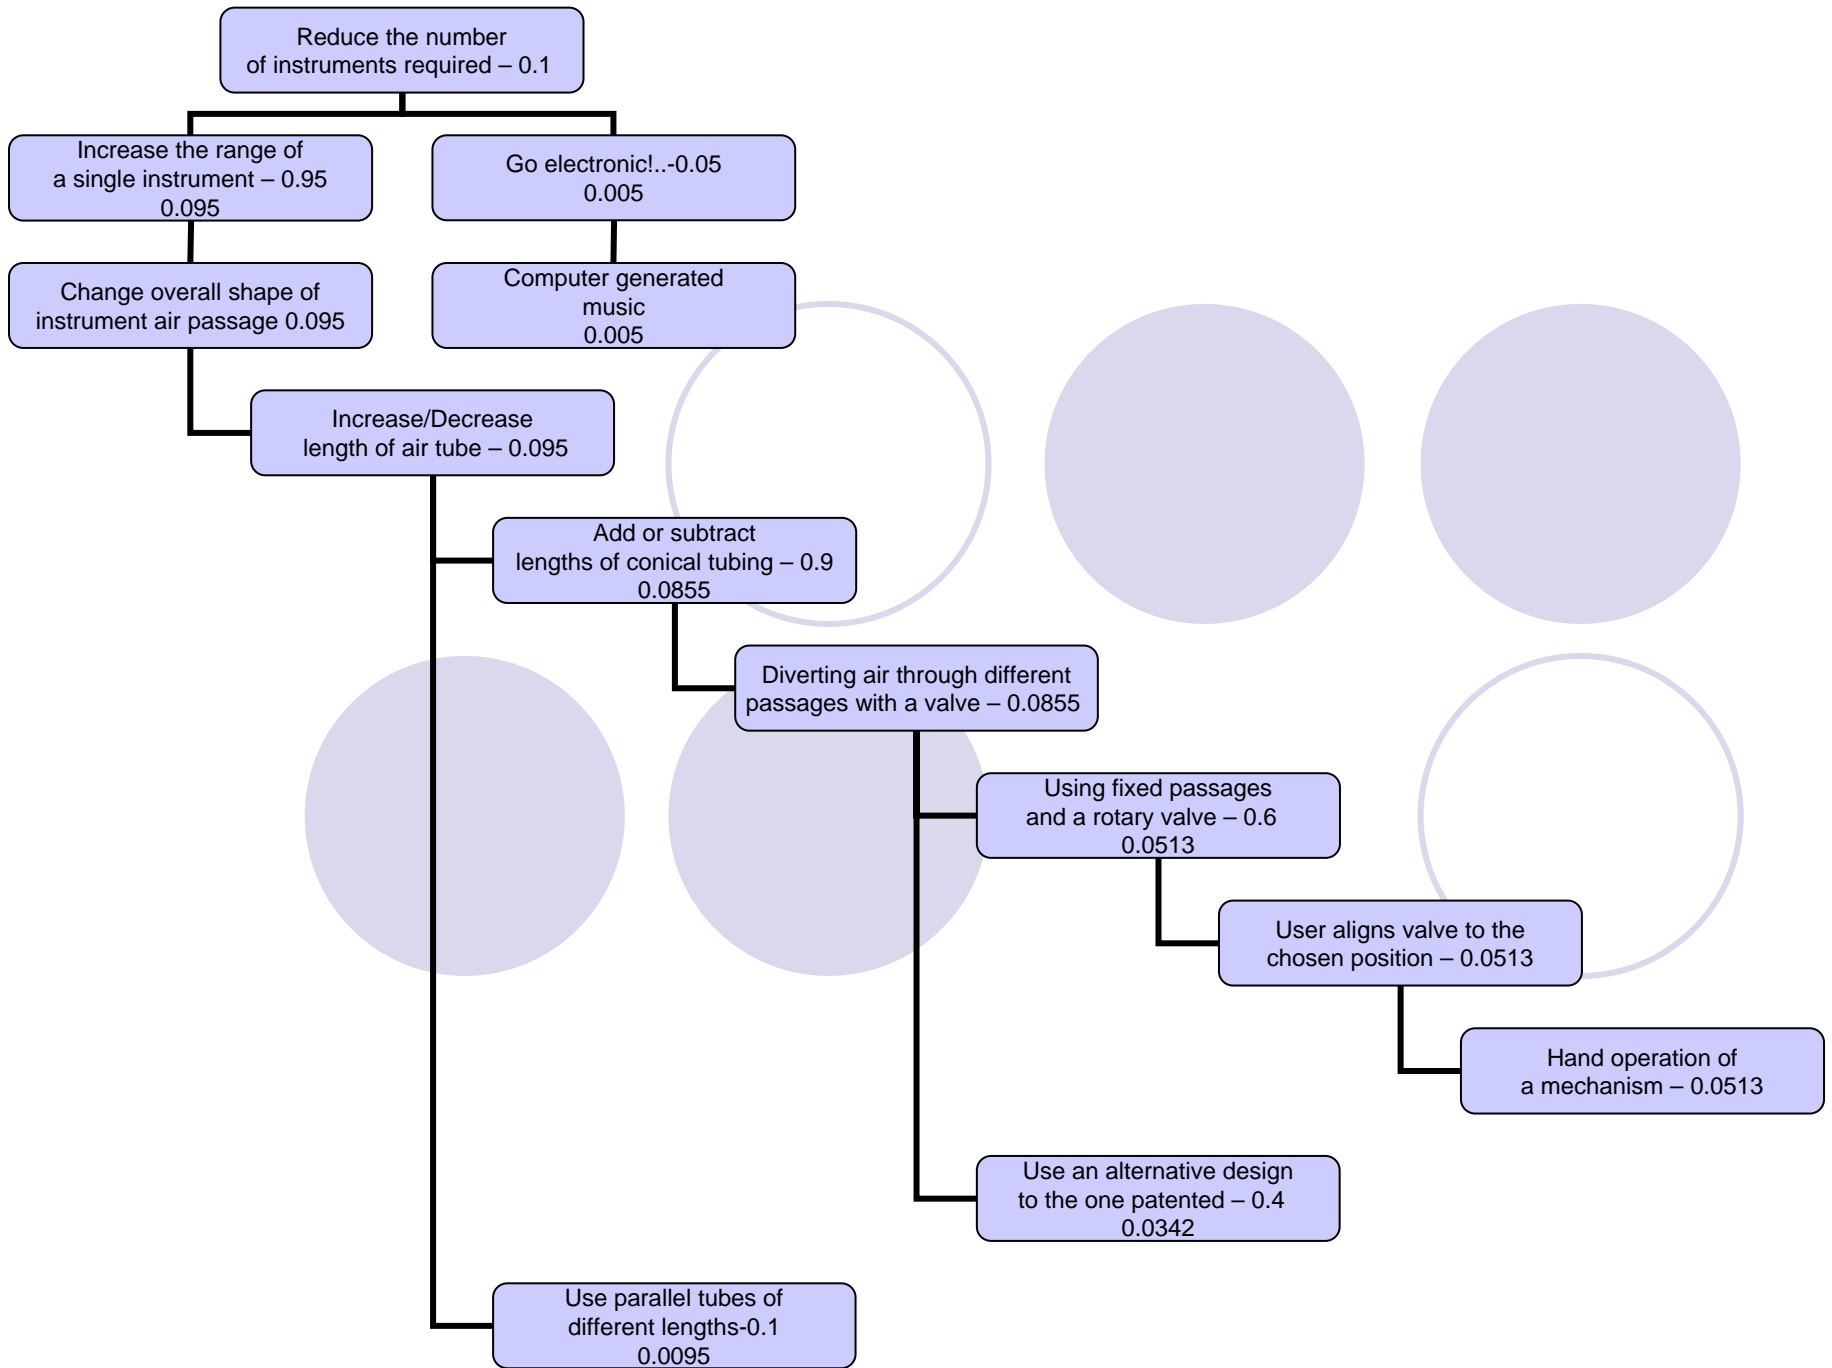 Reduce the number
of instruments required – 0.1
Increase the range of
a single instrument – 0.95
0.095
Go electronic!..-0.05
0.005
Change overall shape of
instrument air passage 0.095
Computer generated
music
0.005
Increase/Decrease
length of air tube – 0.095
Add or subtract
lengths of conical tubing – 0.9
0.0855
Diverting air through different
passages with a valve – 0.0855
Using fixed passages
and a rotary valve – 0.6
0.0513
User aligns valve to the
chosen position – 0.0513
Hand operation of
a mechanism – 0.0513
Use an alternative design
to the one patented – 0.4
0.0342
Use parallel tubes of
different lengths-0.1
0.0095